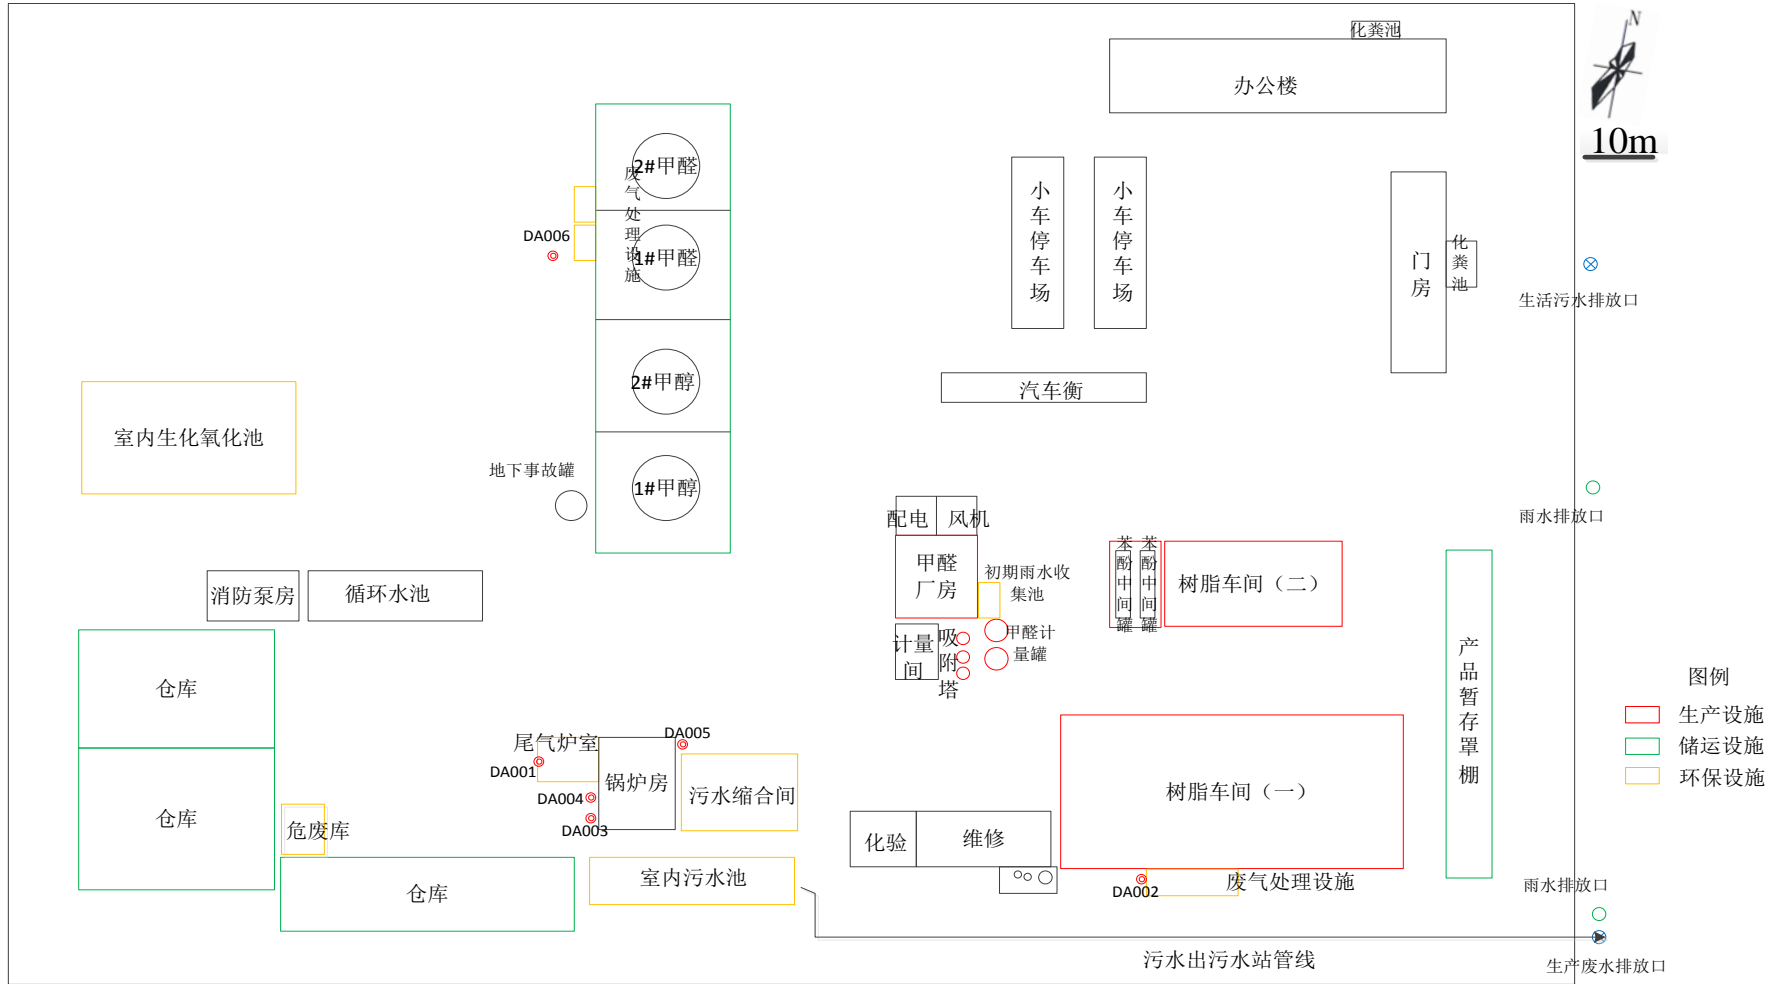 化粪池
N
办公楼
10m
2#甲醛
废气处理设施
DA006
1#甲醛
小车停车场
小车停车场
门房
化粪池
生活污水排放口
2#甲醇
汽车衡
室内生化氧化池
地下事故罐
1#甲醇
配电
风机
雨水排放口
甲醛
厂房
初期雨水收
集池
苯酚中间罐
苯酚中间罐
树脂车间（二）
消防泵房
循环水池
计量
间
吸附塔
甲醛计
量罐
产品暂存罩棚
仓库
图例
生产设施
储运设施
环保设施
尾气炉室
DA005
DA001
锅炉房
DA004
DA003
污水缩合间
树脂车间（一）
仓库
危废库
化验
维修
仓库
室内污水池
DA002
废气处理设施
雨水排放口
污水出污水站管线
生产废水排放口